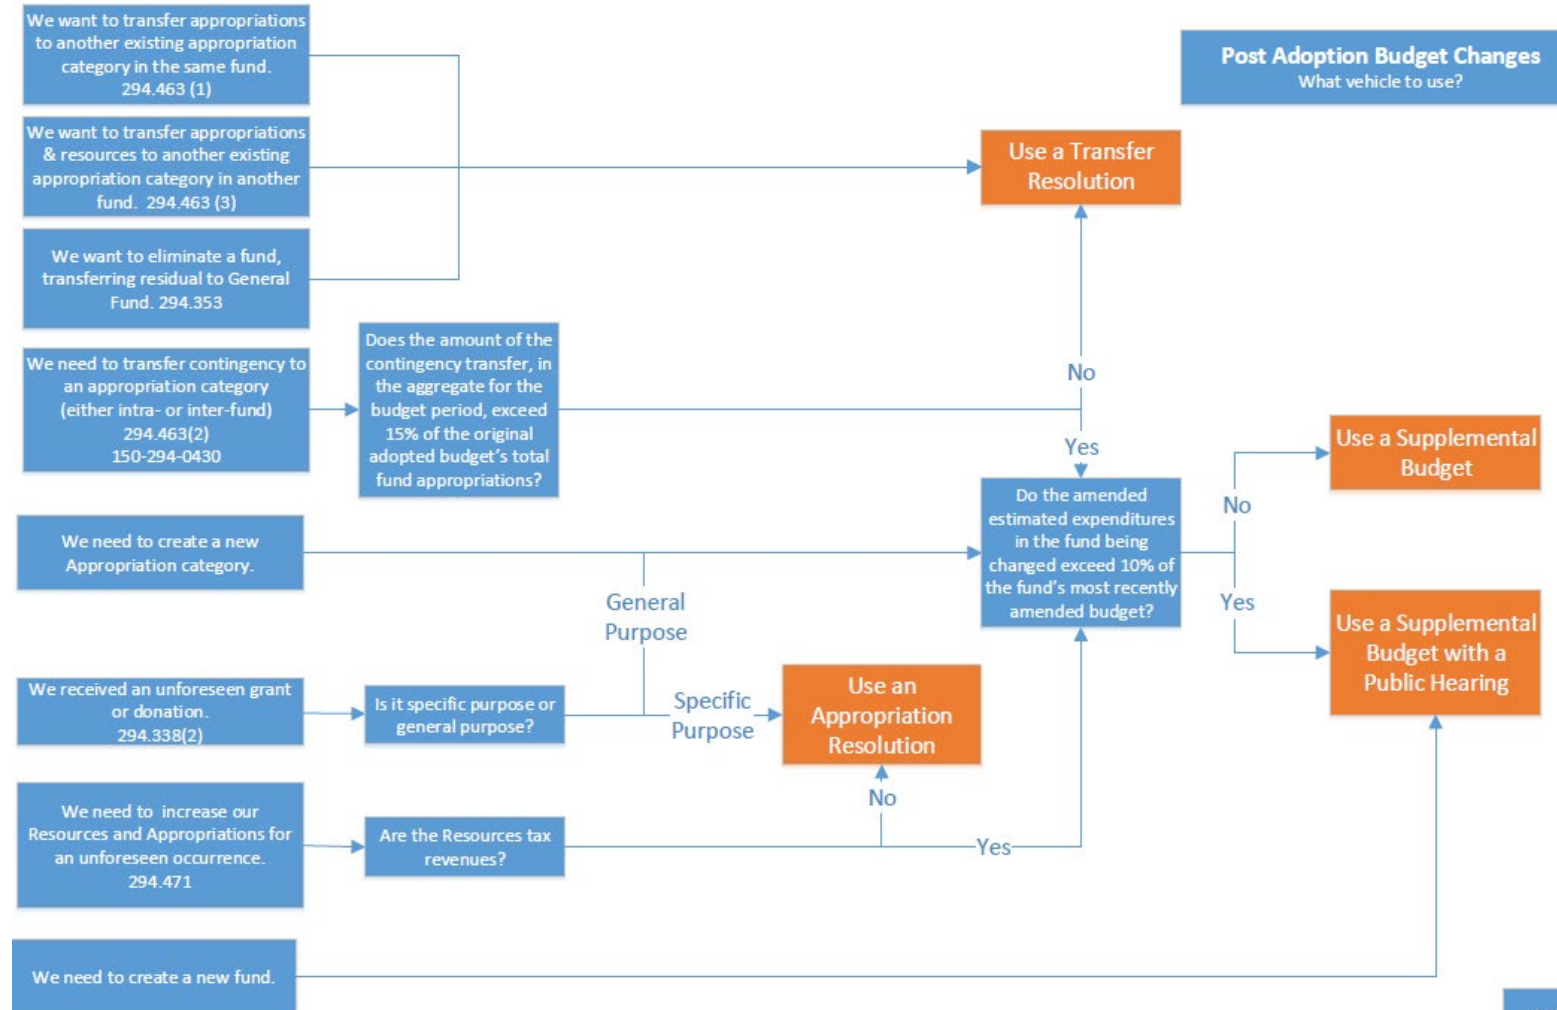 We want to transfer appropriations
to another existing appropriation
category in the same fund.
294.463 (1)
Post Adoption Budget Changes
What vehicle to use?
We want to transfer appropriations
& resources to another existing
appropriation category in another
fund. 294.463 (3)
Use a Transfer
Resolution
We want to eliminate a fund,
transferring residual to General
Fund. 294.353
We need to transfer contingency to
an appropriation category
(either intra- or inter-fund)
294.463(2)
150-294-0430
Does the amount of the
contingency transfer, in
the aggregate for the
budget period, exceed
15% of the original
adopted budget's total
fund appropriations?
No
Yes
Use a Supplemental
Budget
We need to create a new
Appropriation category.
Do the amended
estimated expenditures
in the fund being
changed exceed 10% of
the fund's most recently
amended budget?
No
Yes
General
Purpose
Use a Supplemental
Budget with a
Public Hearing
We received an unforeseen grant
or donation.
294.338(2)
Is it specific purpose or
general purpose?
Specific
Purpose
Use an
Appropriation
Resolution
We need to  increase our
Resources and Appropriations for
an unforeseen occurrence.
294.471
Are the Resources tax
revenues?
No
Yes
We need to create a new fund.